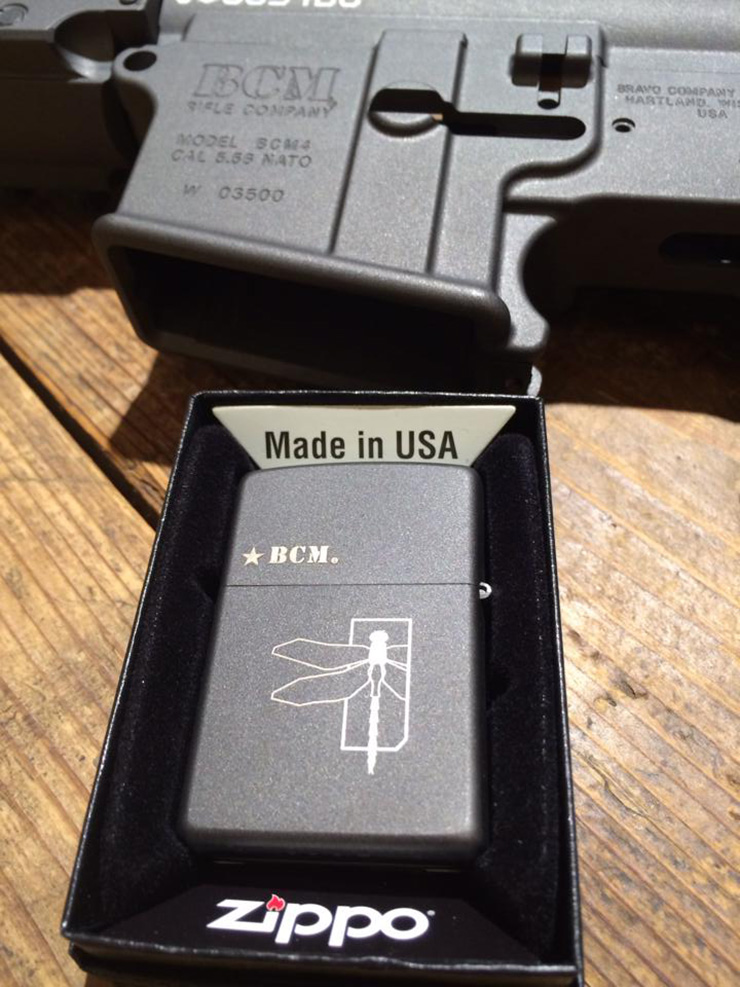 BCM
RIFLE COMPANY
MODEL BCM4
CAL 5.56 NATO
W 03500
BRAVO COMPANY
HARTLAND, WIS
USA
Made in USA
BCM®
zippo